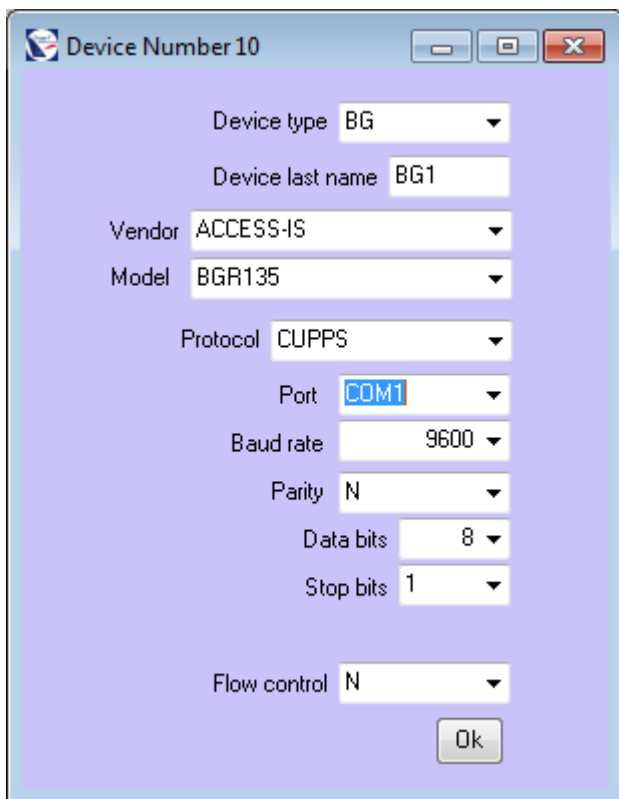 Device Number 10
Device type BG
Device last name BG1
Vendor ACCESS-IS
Model BGR135
Protocol CUPPS
Port COM1
Baud rate 9600
Parity N
Data bits 8
Stop bits 1
Flow control N
Ok